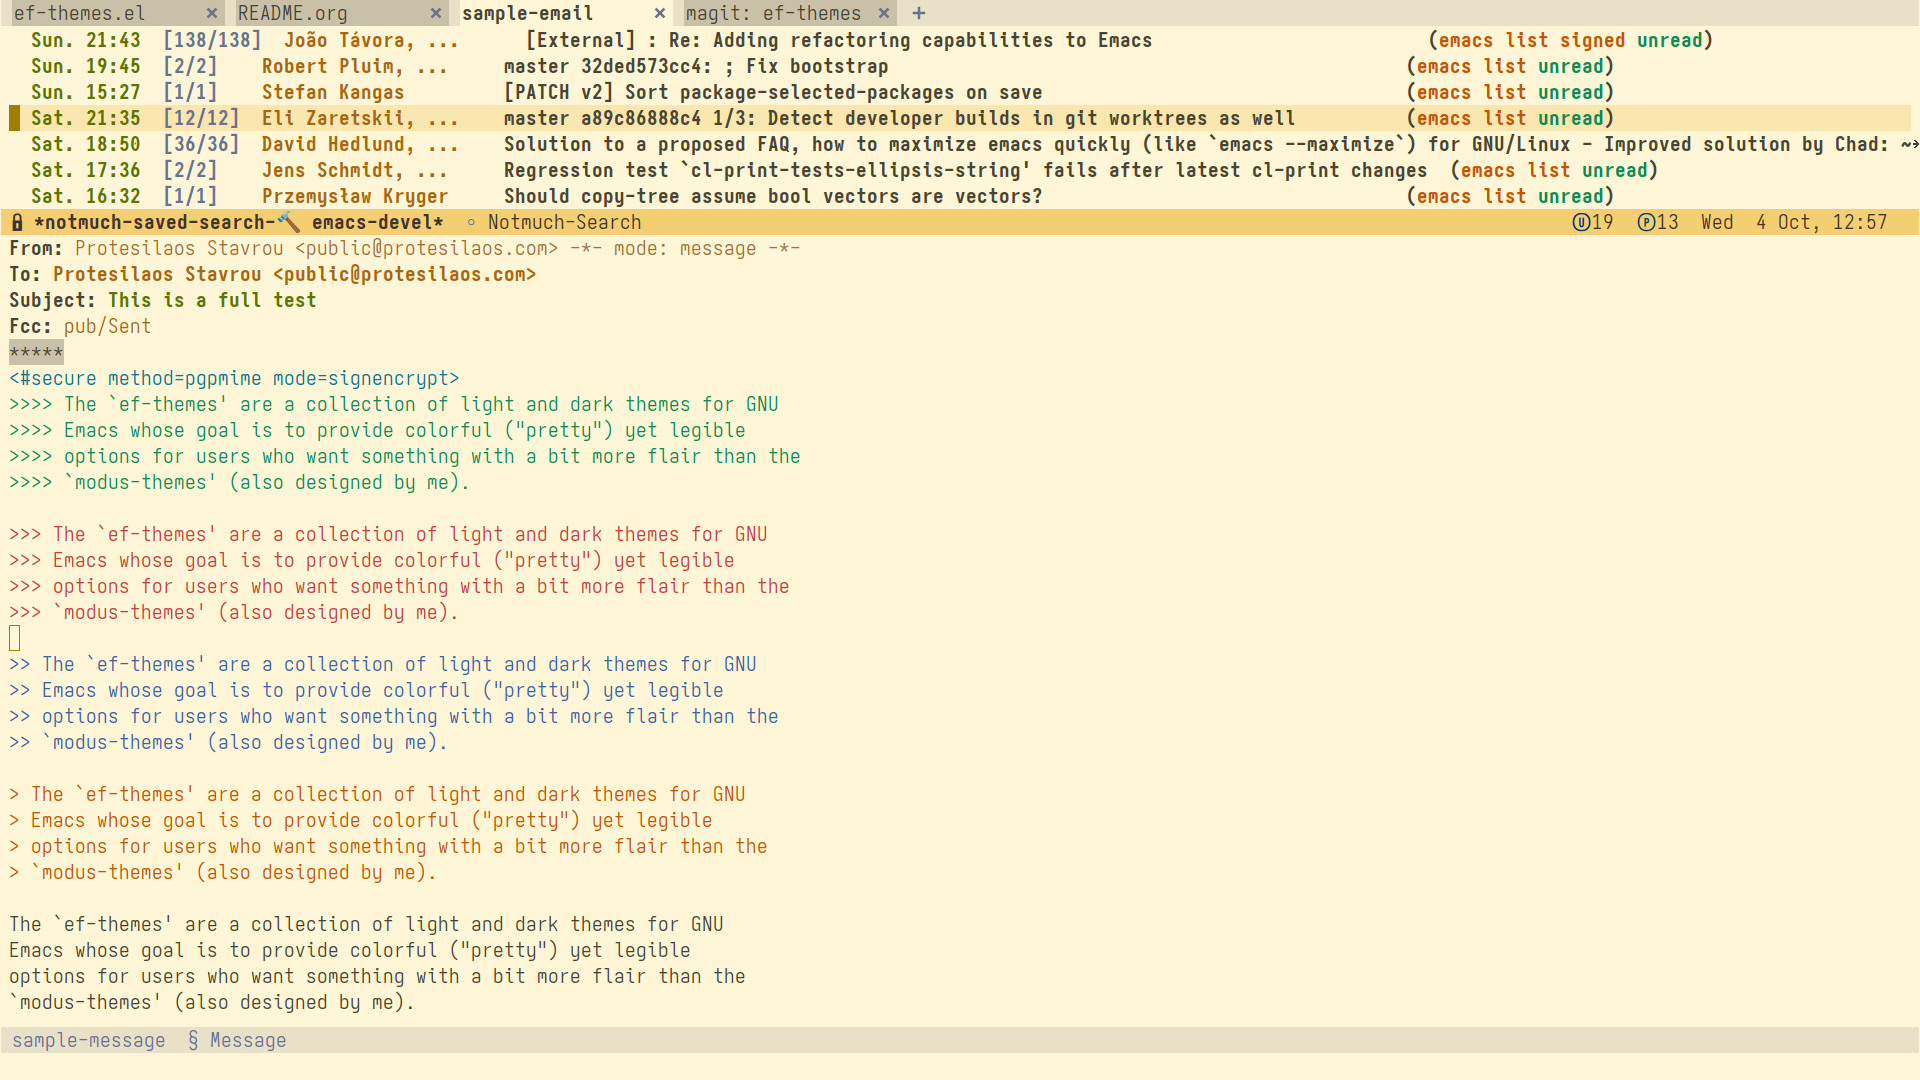 ef-themes.el × README.org × sample-email × magit: ef-themes × +
Sun. 21:43 [138/138] João Távora, ... [External] : Re: Adding refactoring capabilities to Emacs (emacs list signed unread)
Sun. 19:45 [2/2] Robert Pluim, ... master 32ded573cc4: ; Fix bootstrap (emacs list unread)
Sun. 15:27 [1/1] Stefan Kangas [PATCH v2] Sort package-selected-packages on save (emacs list unread)
Sat. 21:35 [12/12] Eli Zaretskii, ... master a89c86888c4 1/3: Detect developer builds in git worktrees as well (emacs list unread)
Sat. 18:50 [36/36] David Hedlund, ... Solution to a proposed FAQ, how to maximize emacs quickly (like `emacs --maximize`) for GNU/Linux - Improved solution by Chad: ~
Sat. 17:36 [2/2] Jens Schmidt, ... Regression test `cl-print-tests-ellipsis-string' fails after latest cl-print changes (emacs list unread)
Sat. 16:32 [1/1] Przemysław Kryger Should copy-tree assume bool vectors are vectors? (emacs list unread)
*notmuch-saved-search-🔨 emacs-devel* ◦ Notmuch-Search Ⓤ19 Ⓟ13 Wed 4 Oct, 12:57
From: Protesilaos Stavrou <public@protesilaos.com> -*- mode: message -*-
To: Protesilaos Stavrou <public@protesilaos.com>
Subject: This is a full test
Fcc: pub/Sent
*****
<#secure method=pgpmime mode=signencrypt>
>>>> The `ef-themes' are a collection of light and dark themes for GNU
>>>> Emacs whose goal is to provide colorful ("pretty") yet legible
>>>> options for users who want something with a bit more flair than the
>>>> `modus-themes' (also designed by me).
>>> The `ef-themes' are a collection of light and dark themes for GNU
>>> Emacs whose goal is to provide colorful ("pretty") yet legible
>>> options for users who want something with a bit more flair than the
>>> `modus-themes' (also designed by me).
>> The `ef-themes' are a collection of light and dark themes for GNU
>> Emacs whose goal is to provide colorful ("pretty") yet legible
>> options for users who want something with a bit more flair than the
>> `modus-themes' (also designed by me).
> The `ef-themes' are a collection of light and dark themes for GNU
> Emacs whose goal is to provide colorful ("pretty") yet legible
> options for users who want something with a bit more flair than the
> `modus-themes' (also designed by me).
The `ef-themes' are a collection of light and dark themes for GNU
Emacs whose goal is to provide colorful ("pretty") yet legible
options for users who want something with a bit more flair than the
`modus-themes' (also designed by me).
sample-message § Message